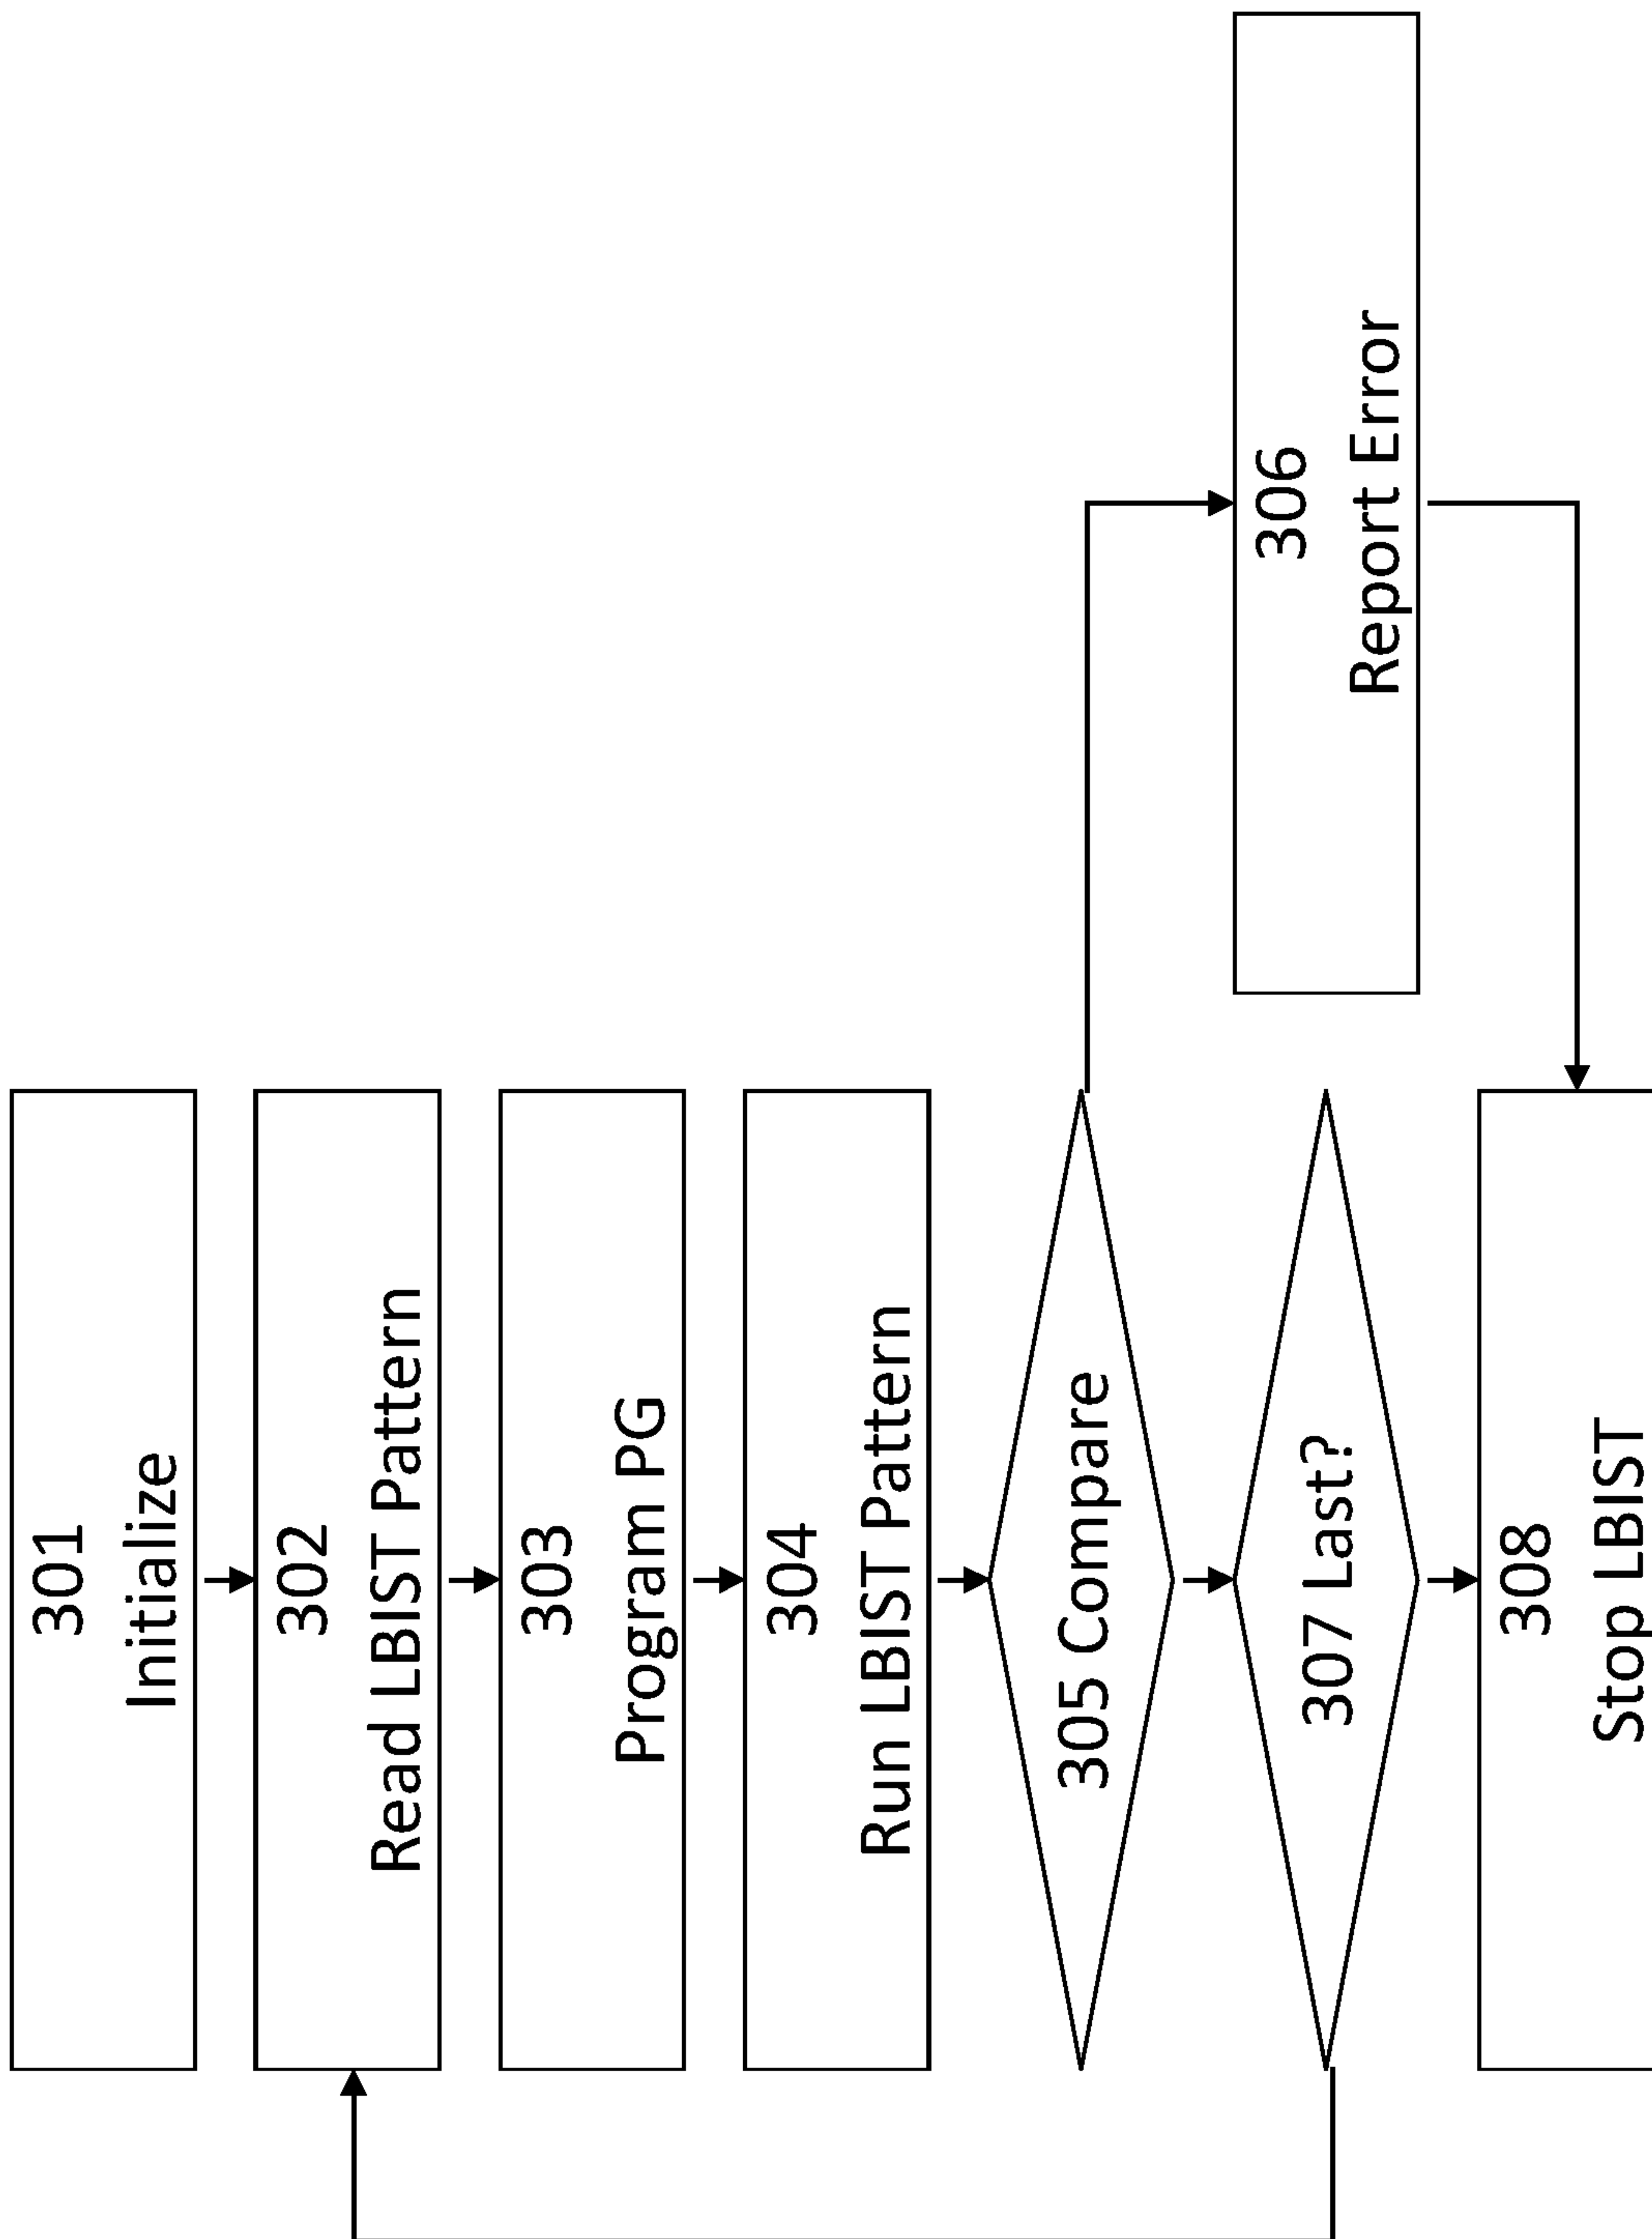 301
Initialize
302
Read LBIST Pattern
303
Program PG
304
Run LBIST Pattern
305 Compare
306
Report Error
307 Last?
308
Stop LBIST